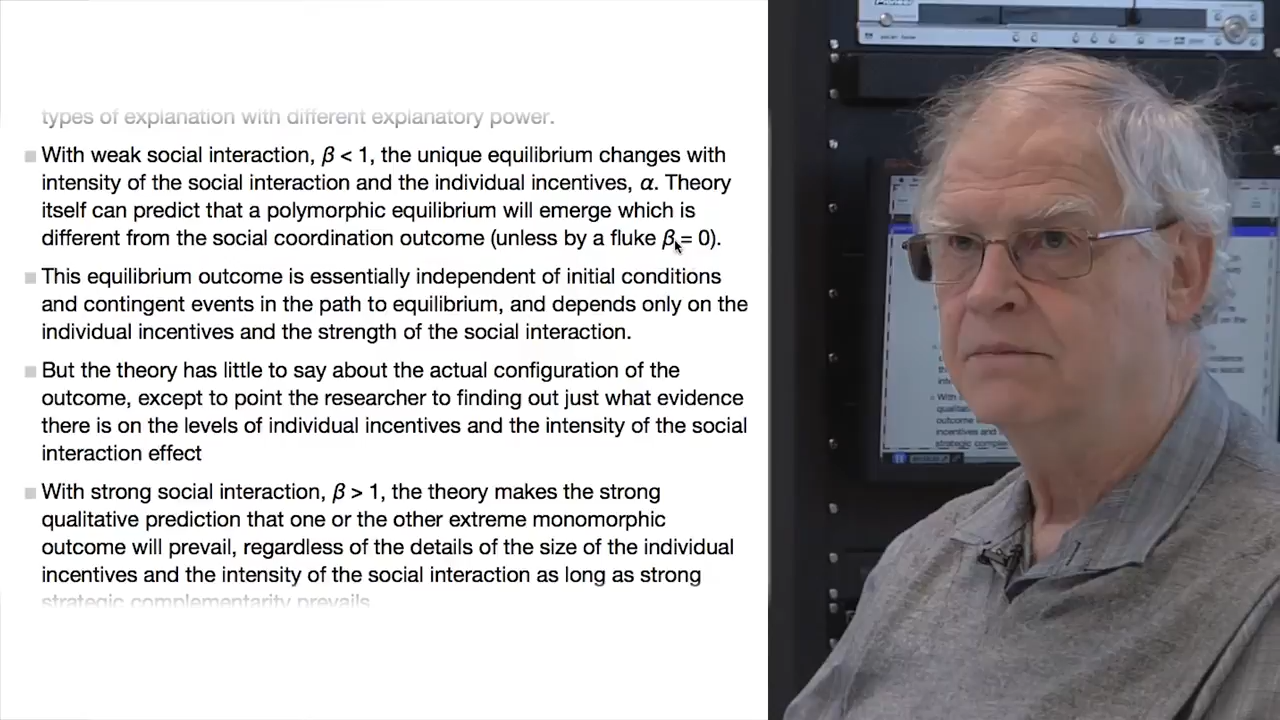 types of explanation with different explanatory power.
With weak social interaction, β < 1, the unique equilibrium changes with
intensity of the social interaction and the individual incentives, α. Theory
itself can predict that a polymorphic equilibrium will emerge which is
different from the social coordination outcome (unless by a fluke β = 0).
This equilibrium outcome is essentially independent of initial conditions
and contingent events in the path to equilibrium, and depends only on the
individual incentives and the strength of the social interaction.
But the theory has little to say about the actual configuration of the
outcome, except to point the researcher to finding out just what evidence
there is on the levels of individual incentives and the intensity of the social
interaction effect
With strong social interaction, β > 1, the theory makes the strong
qualitative prediction that one or the other extreme monomorphic
outcome will prevail, regardless of the details of the size of the individual
incentives and the intensity of the social interaction as long as strong
strategic complementarity prevails
Pioneer